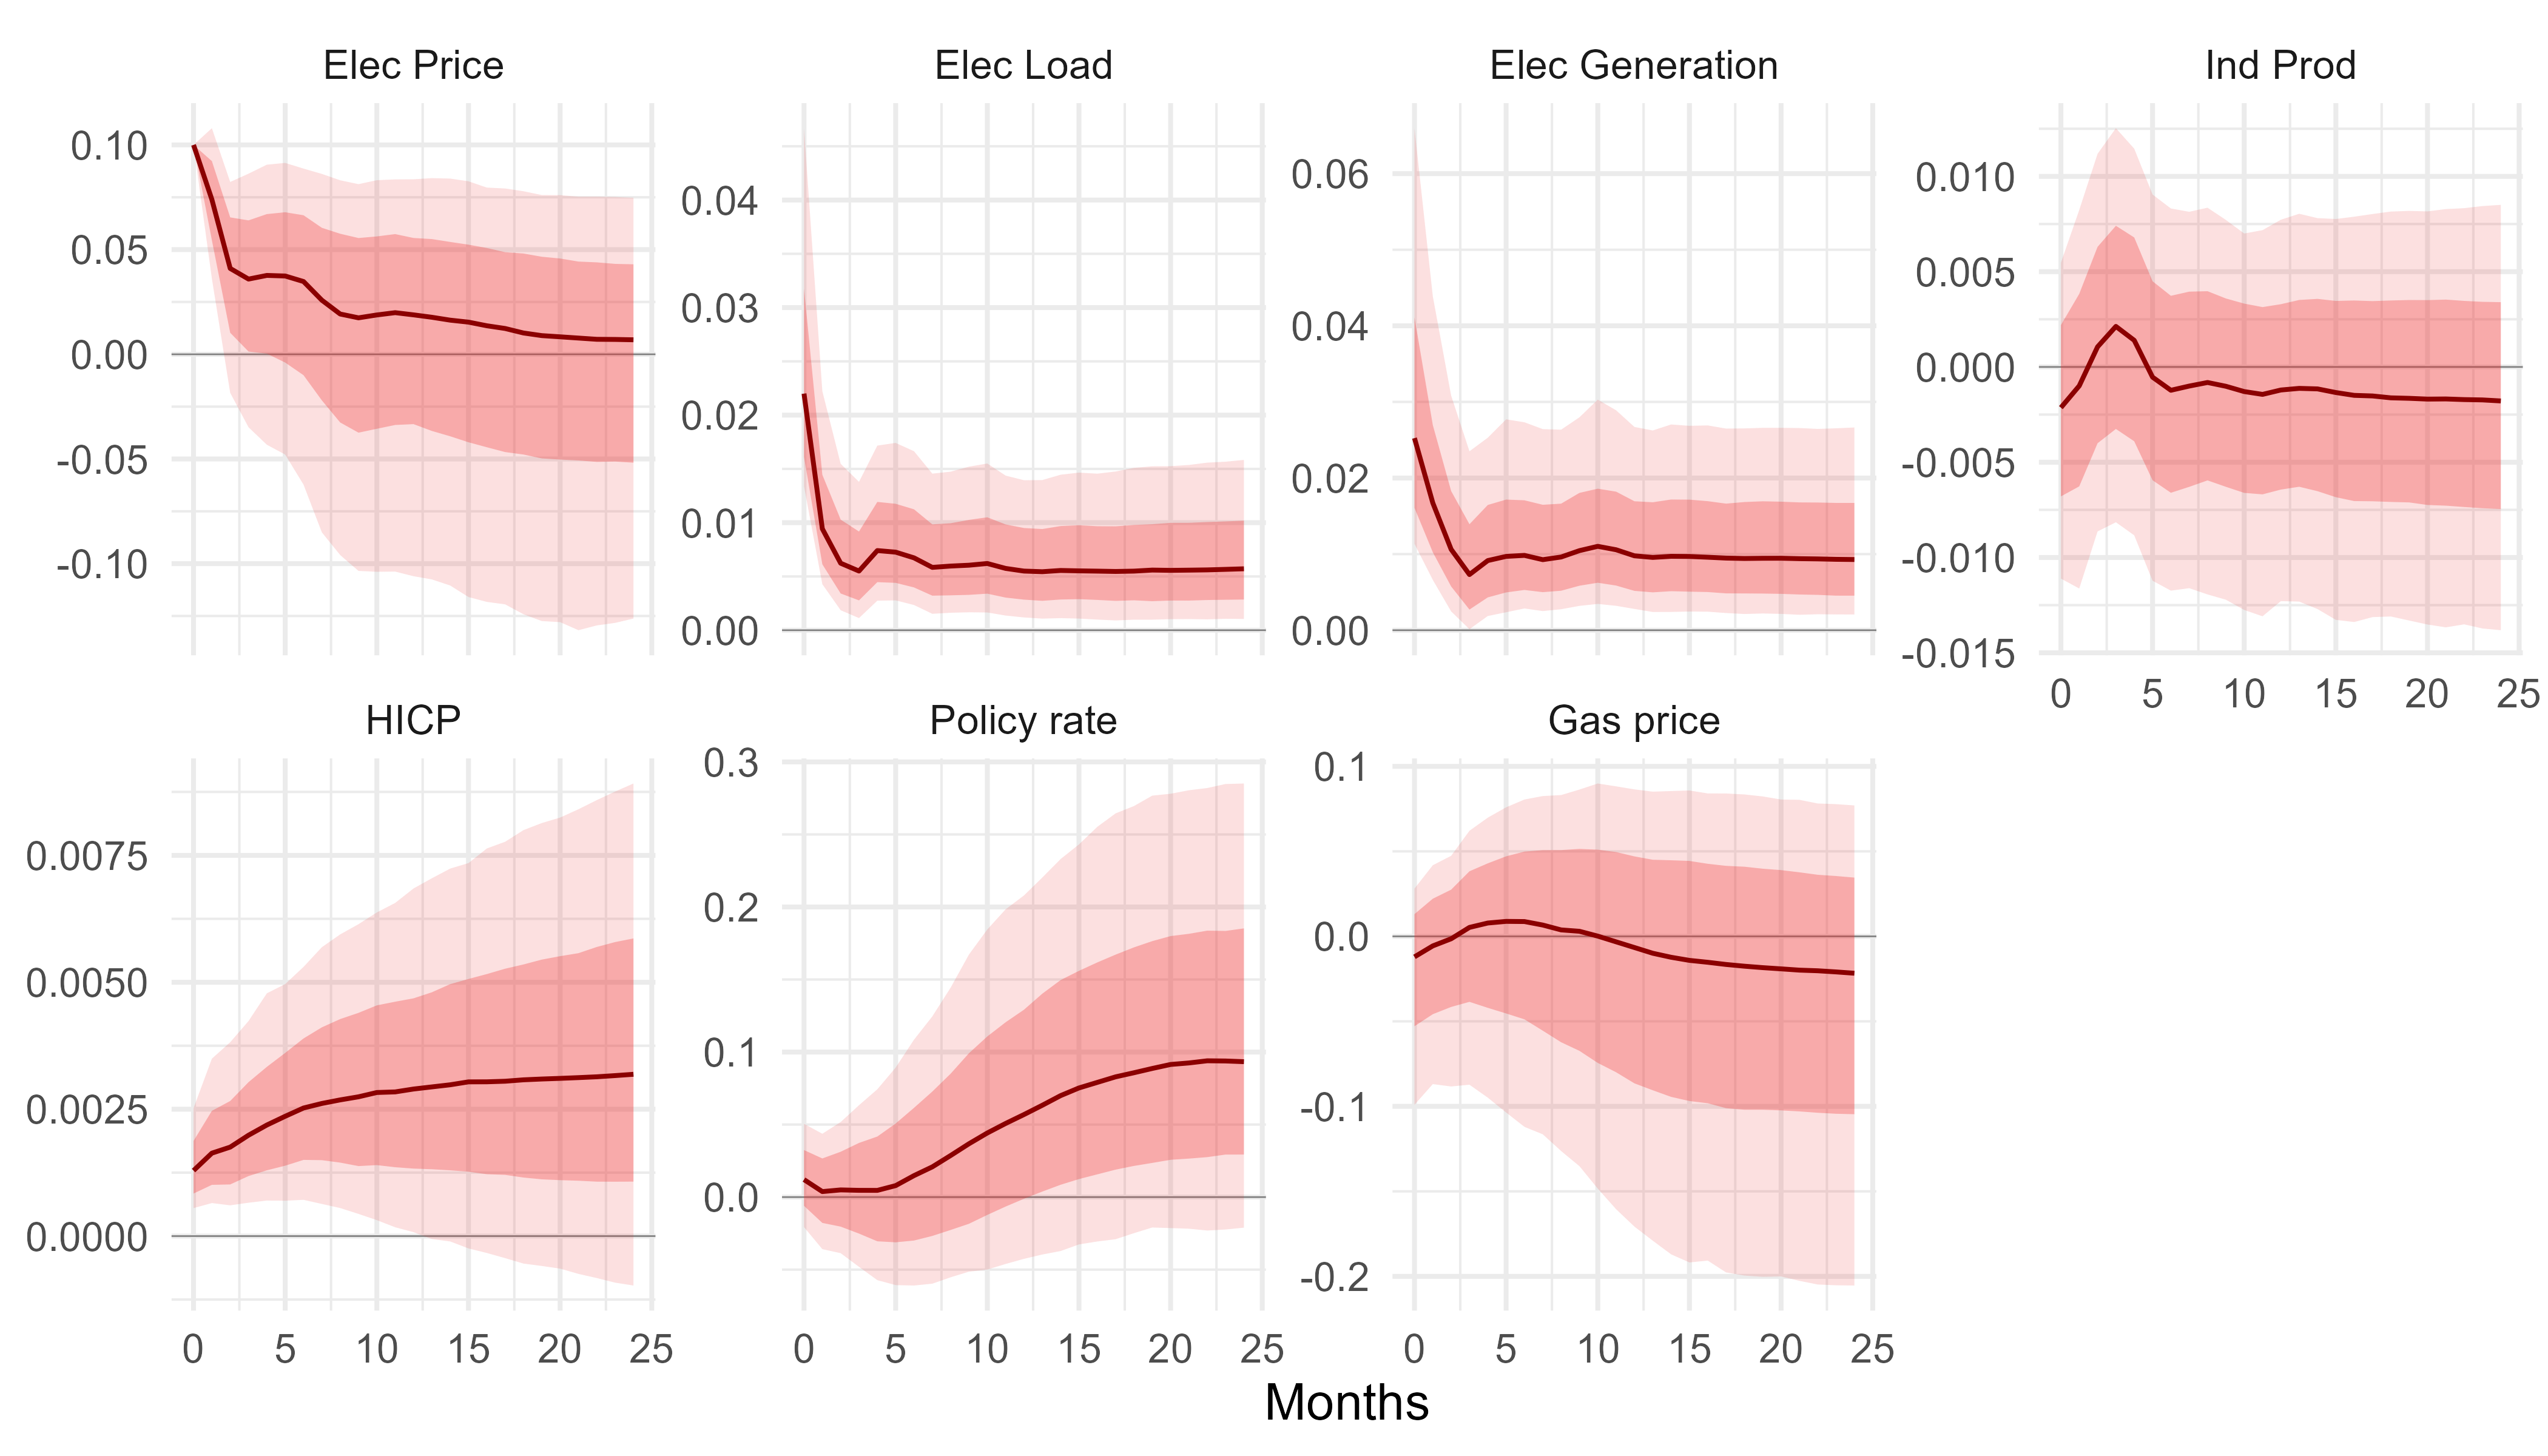 Elec Price
Elec Load
Elec Generation
Ind Prod
0.10
0.05
0.00
-0.05
-0.10
0.04
0.03
0.02
0.01
0.00
0.06
0.04
0.02
0.00
0.010
0.005
0.000
-0.005
-0.010
-0.015
0 5 10 15 20 25
HICP
Policy rate
Gas price
0.0075
0.0050
0.0025
0.0000
0.3
0.2
0.1
0.0
0.1
0.0
-0.1
-0.2
0 5 10 15 20 25
0 5 10 15 20 25
0 5 10 15 20 25
Months